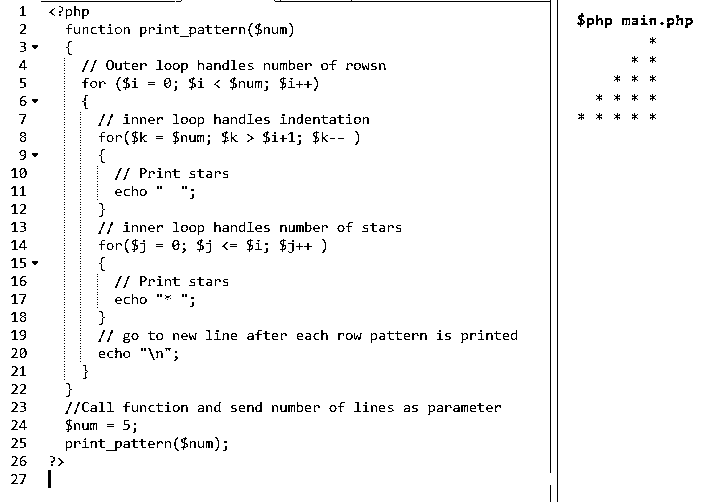 1 <?php
2 function print_pattern($num)
3 {
4 // Outer loop handles number of rowsn
5 for ($i = 0; $i < $num; $i++)
6 {
7 // inner loop handles indentation
8 for($k = $num; $k > $i+1; $k-- )
9 {
10 // Print stars
11 echo "  ";
12 }
13 // inner loop handles number of stars
14 for($j = 0; $j <= $i; $j++ )
15 {
16 // Print stars
17 echo "* ";
18 }
19 // go to new line after each row pattern is printed
20 echo "\n";
21 }
22 }
23 //Call function and send number of lines as parameter
24 $num = 5;
25 print_pattern($num);
26 ?>
27
$php main.php
        *
      * *
    * * *
  * * * *
* * * * *